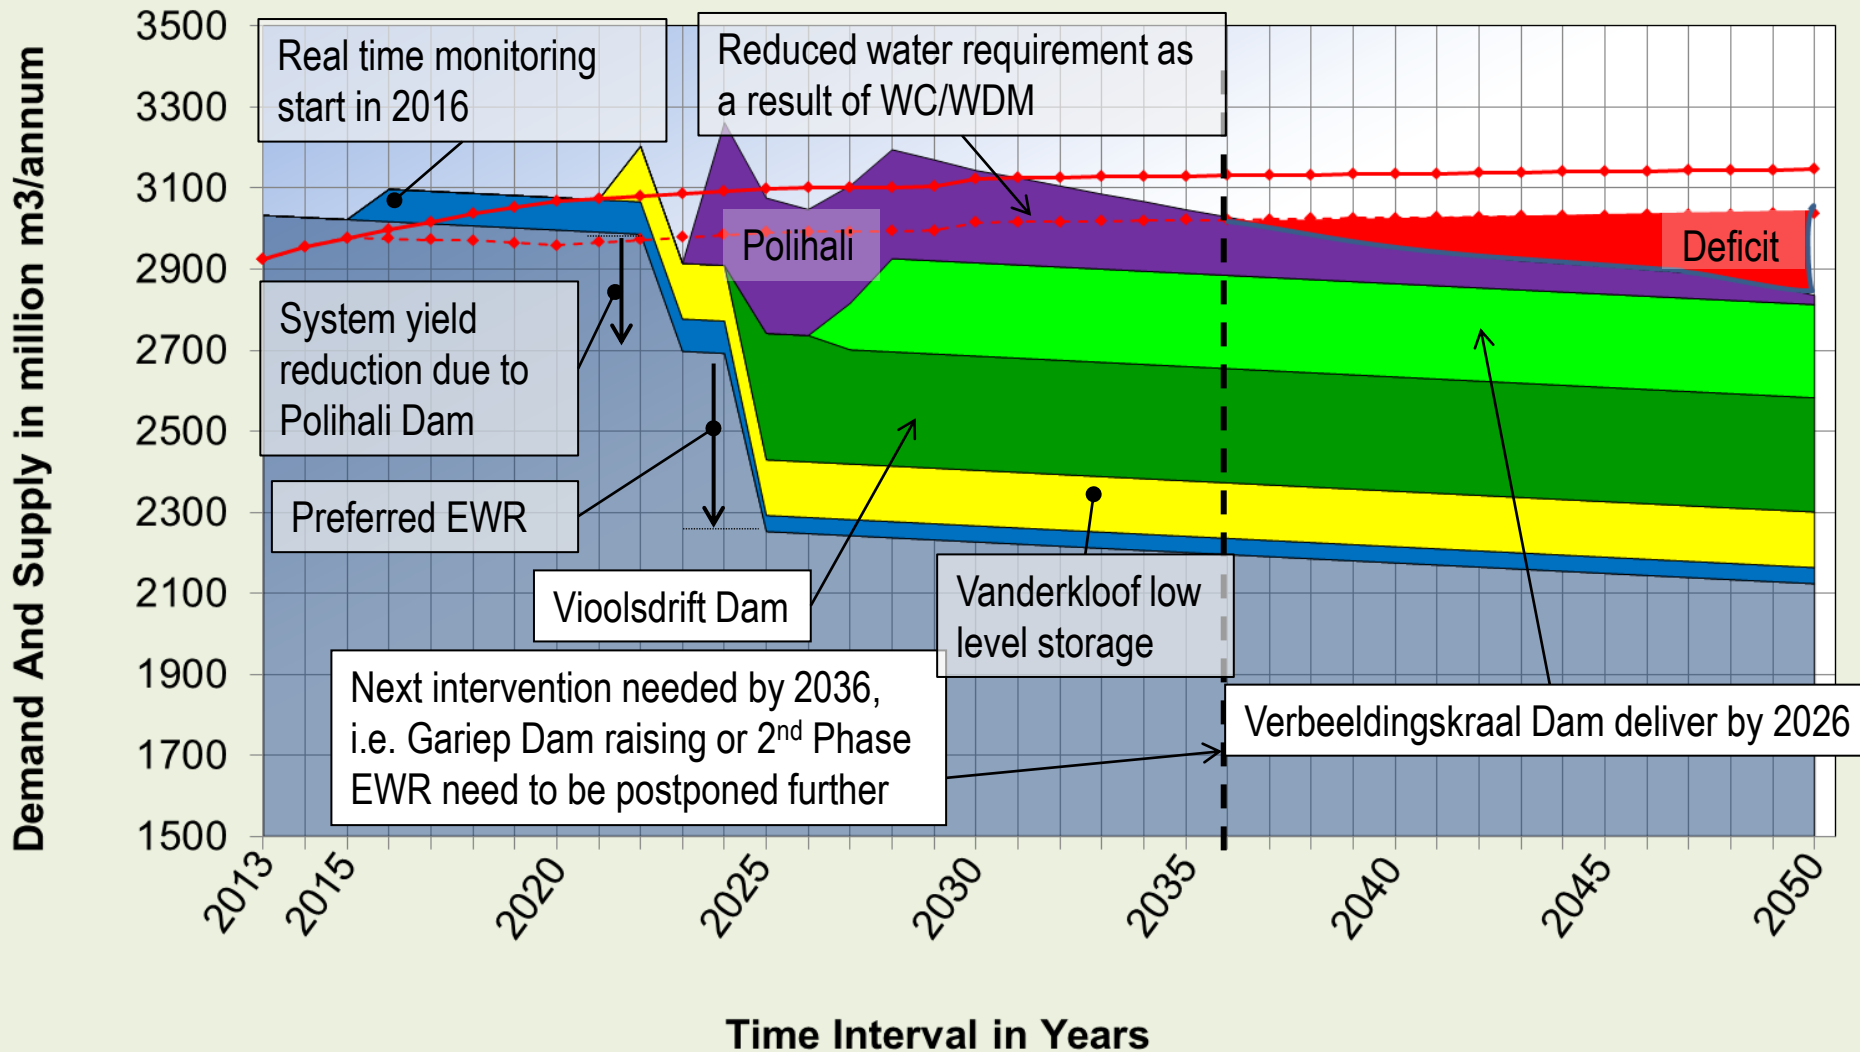 Demand And Supply in million m3/annum
3500
3300
3100
2900
2700
2500
2300
2100
1900
1700
1500
Real time monitoring
start in 2016
Reduced water requirement as
a result of WC/WDM
Polihali
Deficit
System yield
reduction due to
Polihali Dam
Preferred EWR
Vioolsdrift Dam
Vanderkloof low
level storage
Next intervention needed by 2036,
i.e. Gariep Dam raising or 2nd Phase
EWR need to be postponed further
Verbeeldingskraal Dam deliver by 2026
2013
2015
2020
2025
2030
2035
2040
2045
2050
Time Interval in Years